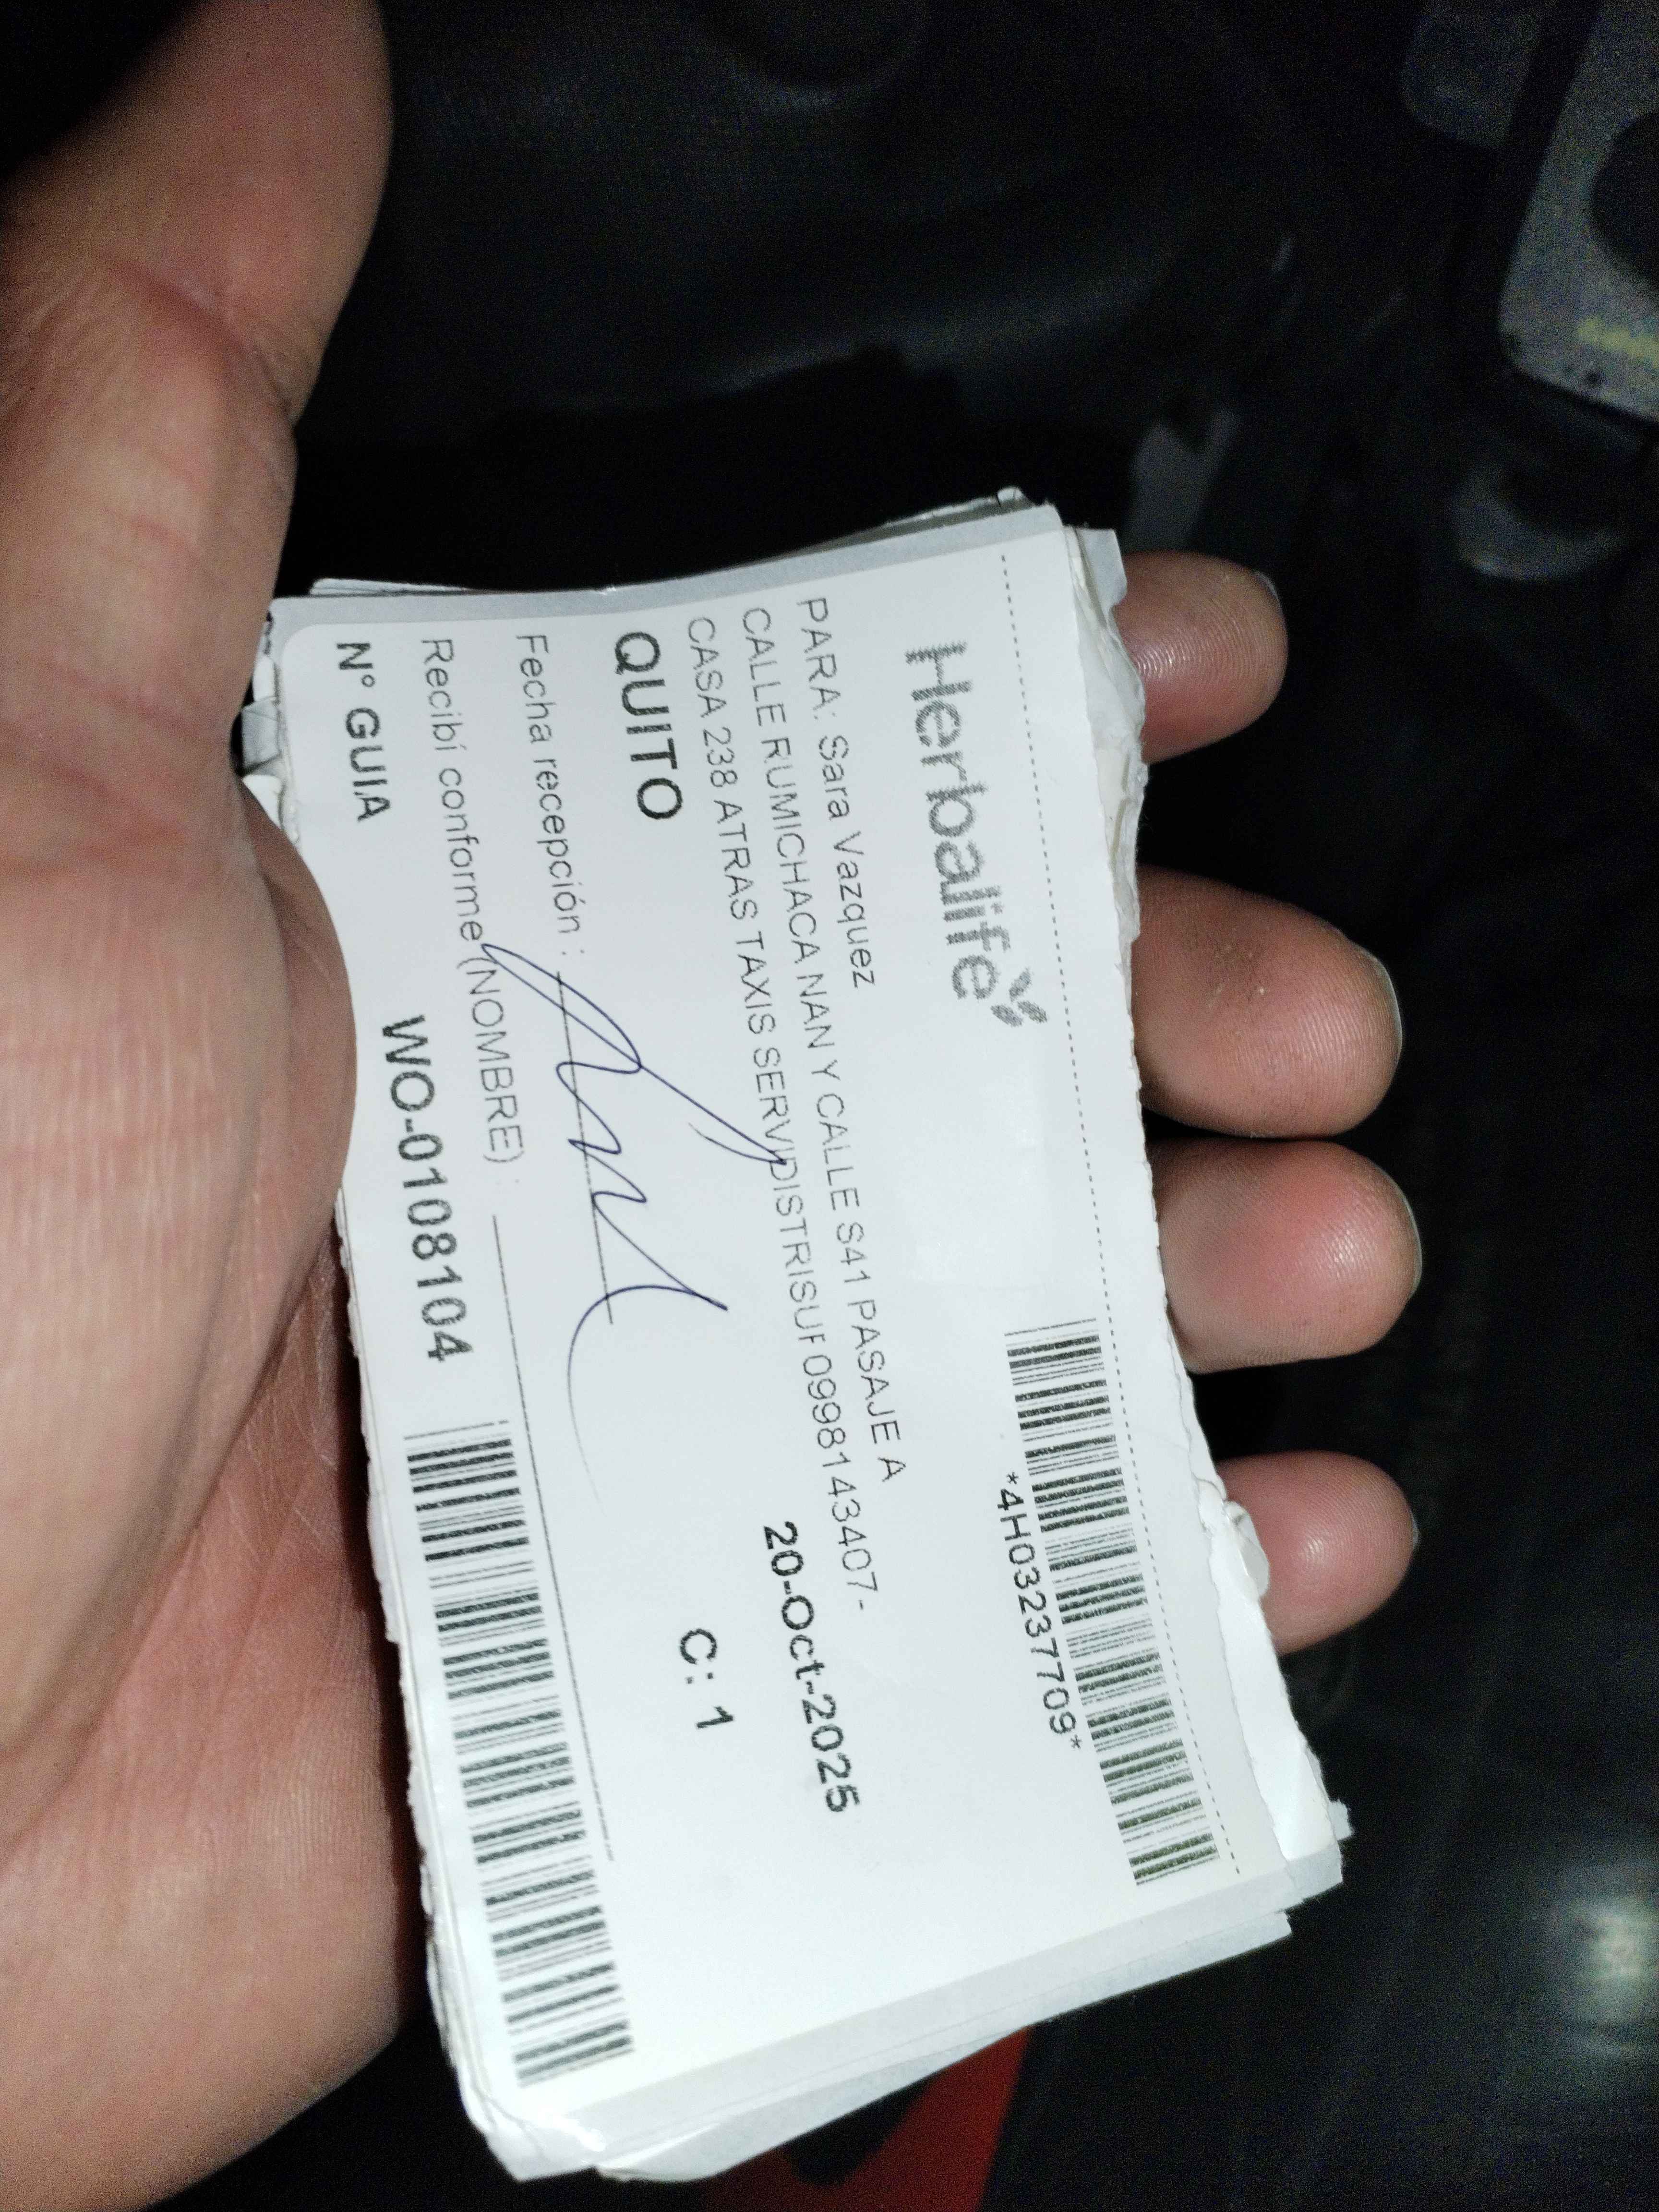 Herbalife
*4H03237709*
PARA: Sara Vazquez
CALLE RUMICHACA NAN Y CALLE S41 PASAJE A
CASA 238 ATRAS TAXIS SERVIDISTRISUR 0998143407-
20-Oct-2025
QUITO
C: 1
Fecha recepción :
Recibí conforme (NOMBRE) :
N° GUIA
WO-0108104